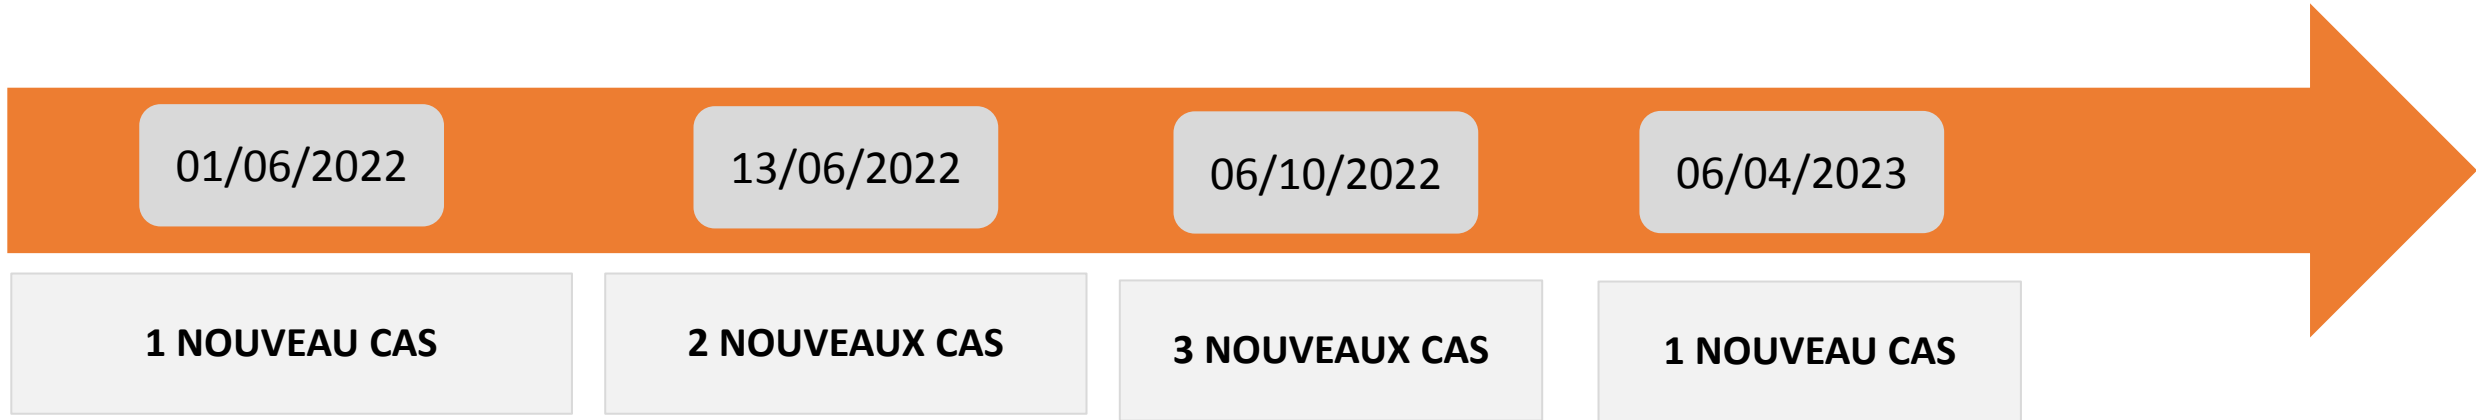 01/06/2022
13/06/2022
06/10/2022
06/04/2023
1 NOUVEAU CAS
2 NOUVEAUX CAS
3 NOUVEAUX CAS
1 NOUVEAU CAS